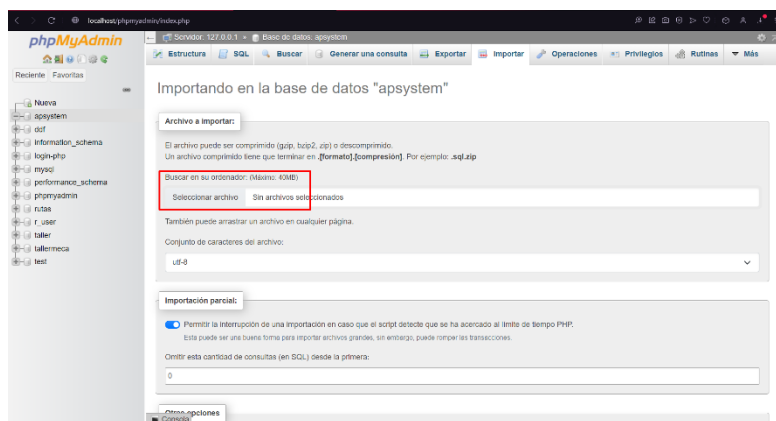 localhost/phpmyadmin/index.php
phpMyAdmin
Reciente Favoritas
Nueva
apsystem
ddf
information_schema
login-php
mysql
performance_schema
phpmyadmin
rutas
r_user
taller
tallermeca
test
Servidor: 127.0.0.1 » Base de datos: apsystem
Estructura SQL Buscar Generar una consulta Exportar Importar Operaciones Privilegios Rutinas Más
Importando en la base de datos "apsystem"
Archivo a importar:
El archivo puede ser comprimido (gzip, bzip2, zip) o descomprimido.
Un archivo comprimido tiene que terminar en .[formato].[compresión]. Por ejemplo: .sql.zip
Buscar en su ordenador: (Máximo: 40MB)
Seleccionar archivo Sin archivos seleccionados
También puede arrastrar un archivo en cualquier página.
Conjunto de caracteres del archivo:
utf-8
Importación parcial:
Permitir la interrupción de una importación en caso que el script detecte que se ha acercado al límite de tiempo PHP.
Esta puede ser una buena forma para importar archivos grandes, sin embargo, puede romper las transacciones.
Omitir esta cantidad de consultas (en SQL) desde la primera:
0
Otras opciones
Consola